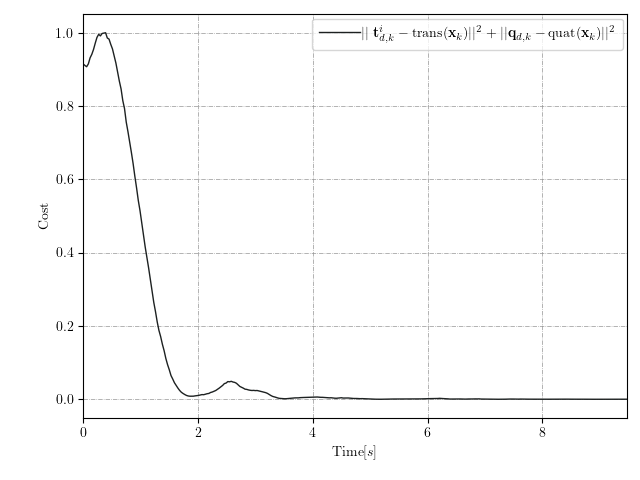 || t^i_{d,k} − trans(x_k)||^2 + ||q_{d,k} − quat(x_k)||^2
1.0
0.8
0.6
0.4
0.2
0.0
Cost
0 2 4 6 8
Time[s]